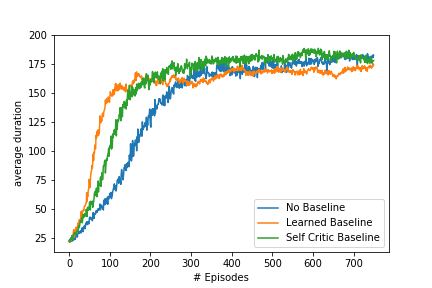 200
175
150
125
100
75
50
25
average duration
0 100 200 300 400 500 600 700
# Episodes
No Baseline
Learned Baseline
Self Critic Baseline